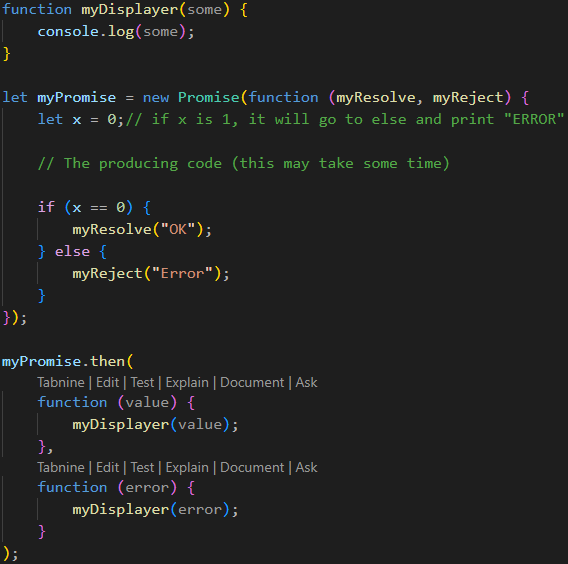 function myDisplayer(some) {
    console.log(some);
}

let myPromise = new Promise(function (myResolve, myReject) {
    let x = 0;// if x is 1, it will go to else and print "ERROR"

    // The producing code (this may take some time)

    if (x == 0) {
        myResolve("OK");
    } else {
        myReject("Error");
    }
});

myPromise.then(
    Tabnine | Edit | Test | Explain | Document | Ask
    function (value) {
        myDisplayer(value);
    },
    Tabnine | Edit | Test | Explain | Document | Ask
    function (error) {
        myDisplayer(error);
    }
);